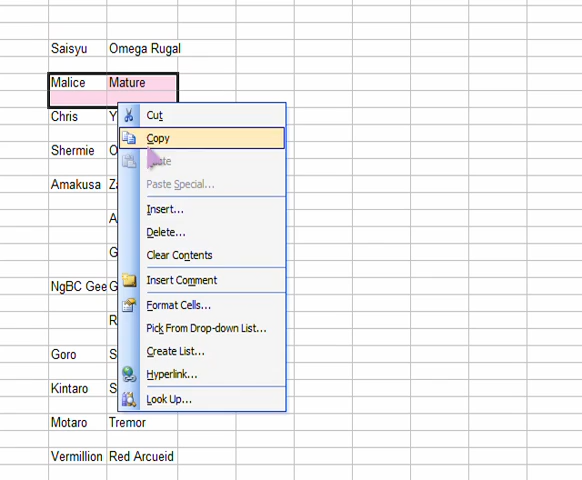 Saisyu Omega Rugal
Malice Mature
Chris Y
Shermie O
Amakusa Za
A
G
NgBC Gee G
R
Goro S
Kintaro S
Motaro Tremor
Vermillion Red Arcueid
Cut
Copy
Paste Special...
Insert...
Delete...
Clear Contents
Insert Comment
Format Cells...
Pick From Drop-down List...
Create List...
Hyperlink...
Look Up...